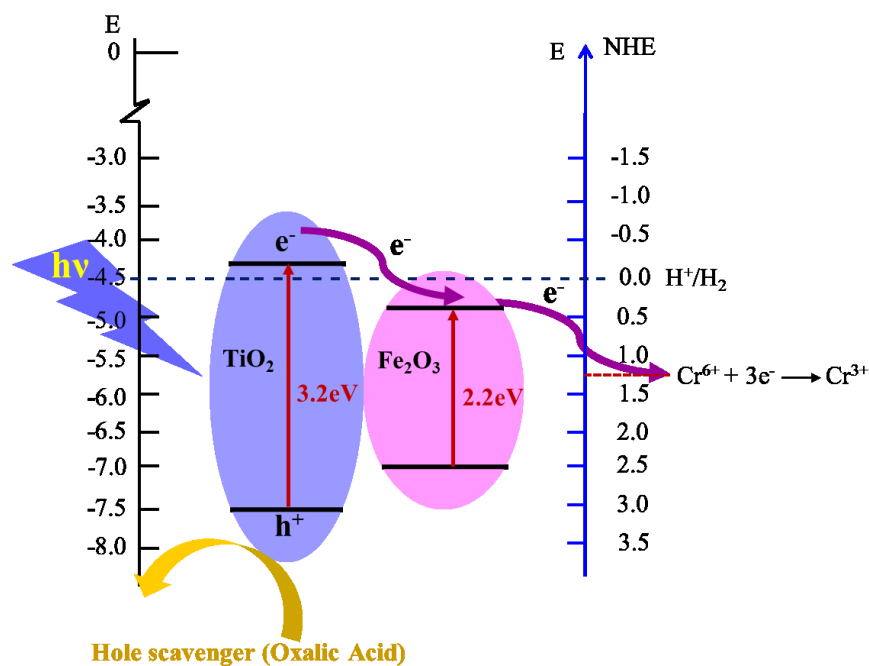 E
0
-3.0
-3.5
-4.0
-4.5
-5.0
-5.5
-6.0
-6.5
-7.0
-7.5
-8.0
hν
e⁻
TiO₂
3.2eV
h⁺
e⁻
Fe₂O₃
2.2eV
e⁻
E NHE
-1.5
-1.0
-0.5
0.0 H⁺/H₂
0.5
1.0
1.5
2.0
2.5
3.0
3.5
Cr⁶⁺ + 3e⁻ ⟶ Cr³⁺
Hole scavenger (Oxalic Acid)